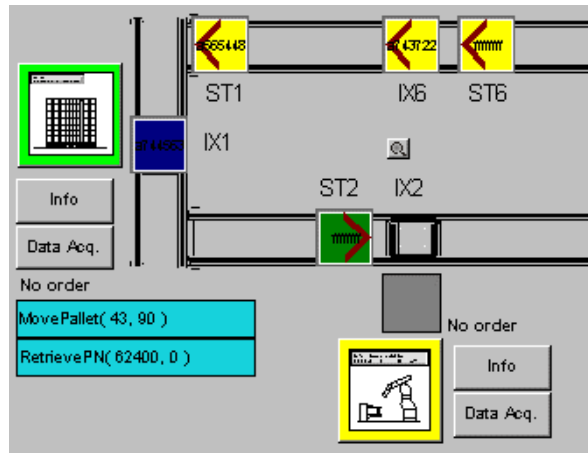 ST1
IX6
ST6
IX1
ST2
IX2
Info
Data Acq.
No order
MovePallet( 43, 90 )
RetrievePN( 62400, 0 )
No order
Info
Data Acq.